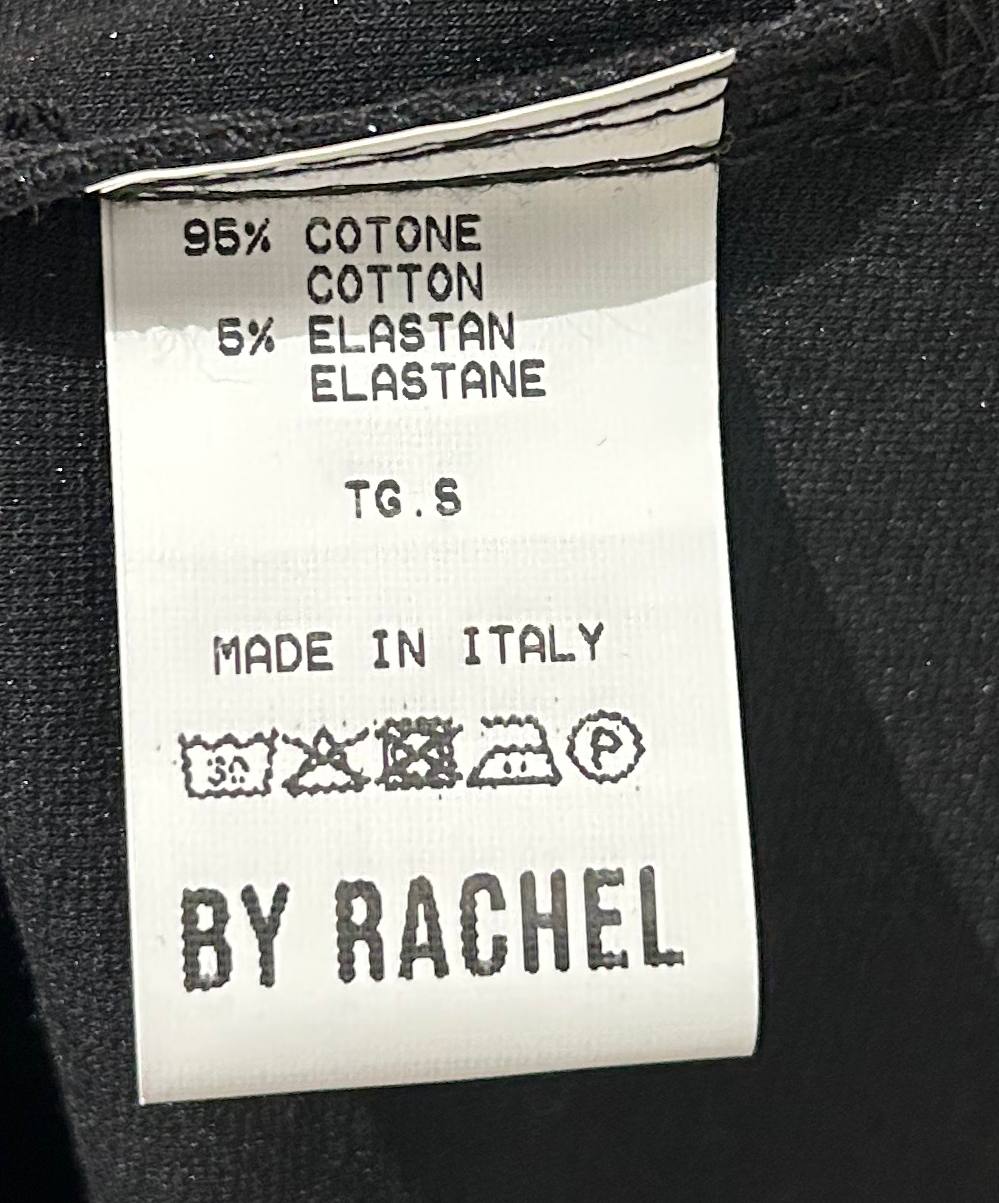 95% COTONE
COTTON
5% ELASTAN
ELASTANE
TG.S
MADE IN ITALY
30 P
BY RACHEL